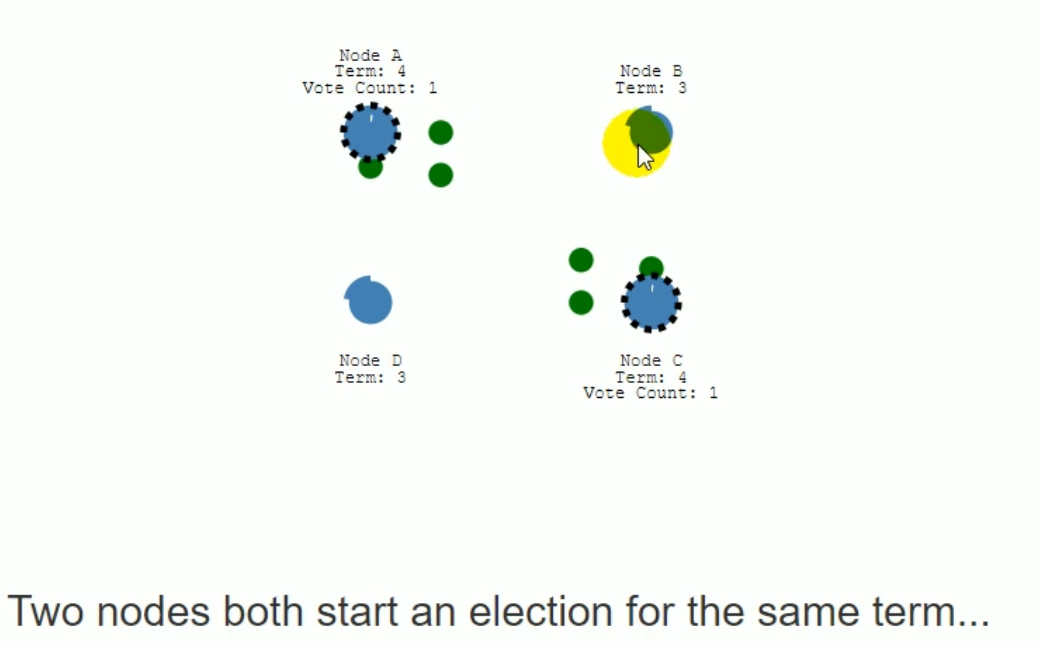 Node A
Term: 4
Vote Count: 1
Node B
Term: 3
Node D
Term: 3
Node C
Term: 4
Vote Count: 1
Two nodes both start an election for the same term...